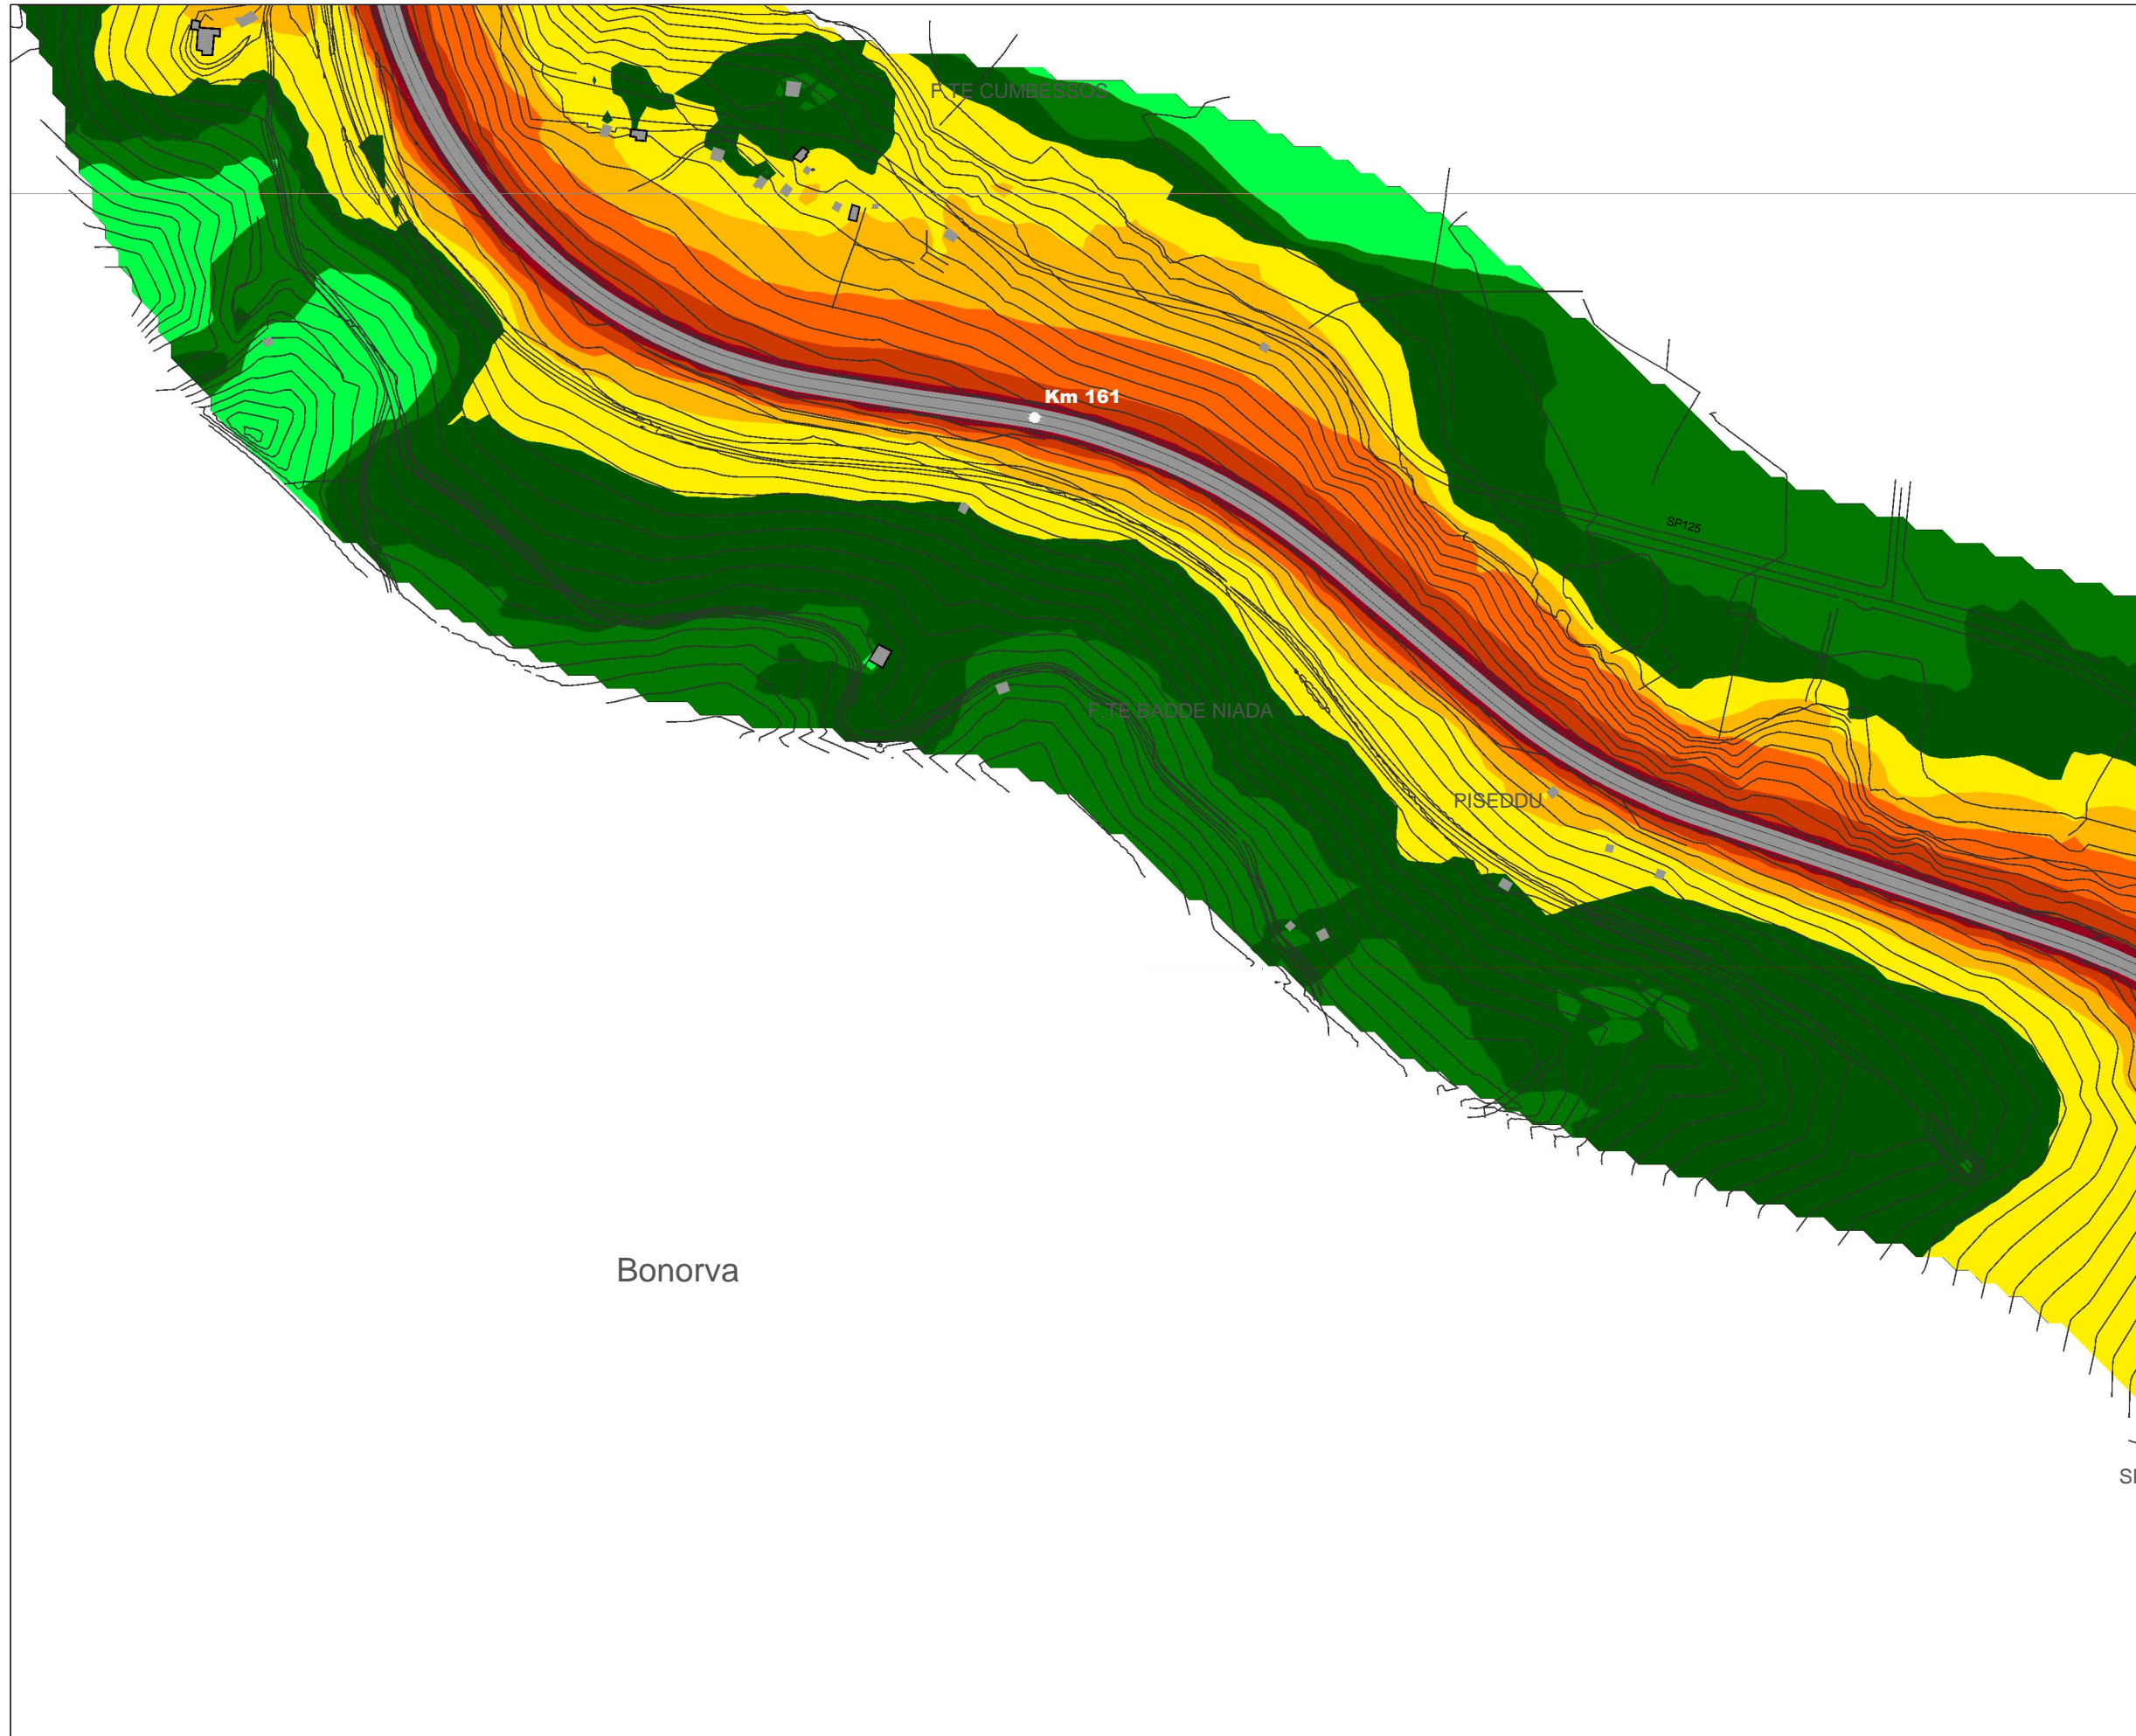 F.TE CUMBESSOS
Km 161
SP125
F.TE BADDE NIADA
PISEDDU
Bonorva